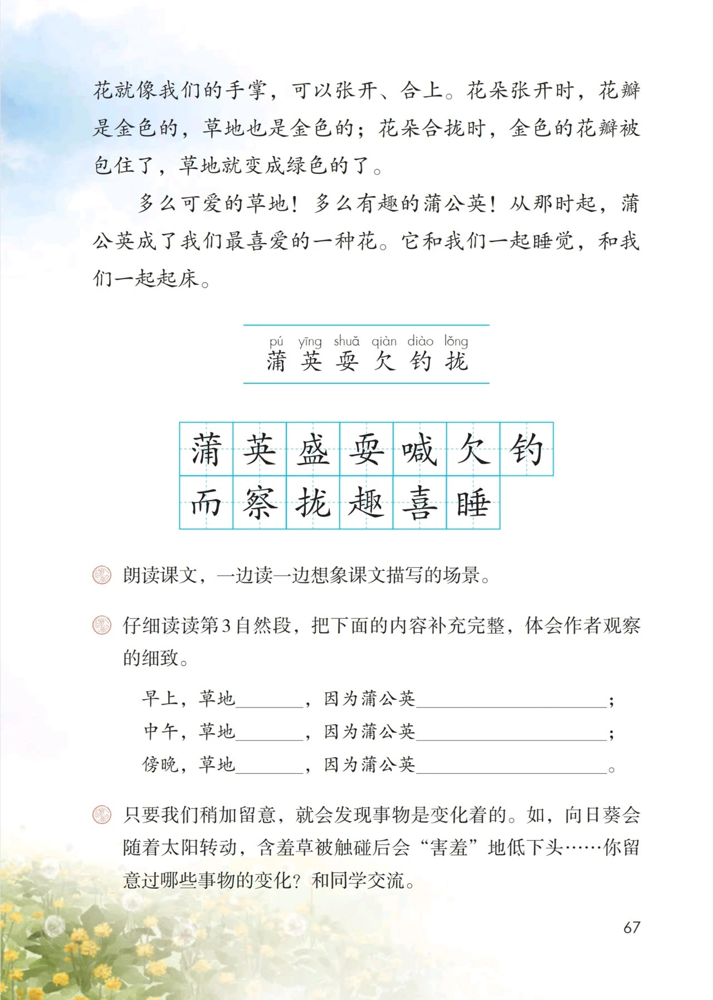 花就像我们的手掌，可以张开、合上。花朵张开时，花瓣
是金色的，草地也是金色的；花朵合拢时，金色的花瓣被
包住了，草地就变成绿色的了。
多么可爱的草地！多么有趣的蒲公英！从那时起，蒲
公英成了我们最喜爱的一种花。它和我们一起睡觉，和我
们一起起床。
pú yīng shuǎ qiàn diào lǒng
蒲 英 耍 欠 钓 拢
蒲 英 盛 耍 喊 欠 钓
而 察 拢 趣 喜 睡
朗读课文，一边读一边想象课文描写的场景。
仔细读读第3自然段，把下面的内容补充完整，体会作者观察
的细致。
早上，草地________，因为蒲公英______________________；
中午，草地________，因为蒲公英______________________；
傍晚，草地________，因为蒲公英______________________。
只要我们稍加留意，就会发现事物是变化着的。如，向日葵会
随着太阳转动，含羞草被触碰后会“害羞”地低下头……你留
意过哪些事物的变化？和同学交流。
67